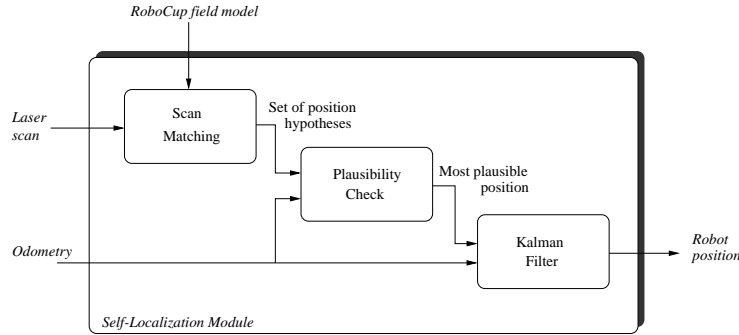 RoboCup field model
Laser
scan
Scan
Matching
Set of position
hypotheses
Plausibility
Check
Most plausible
position
Odometry
Kalman
Filter
Robot
position
Self-Localization Module